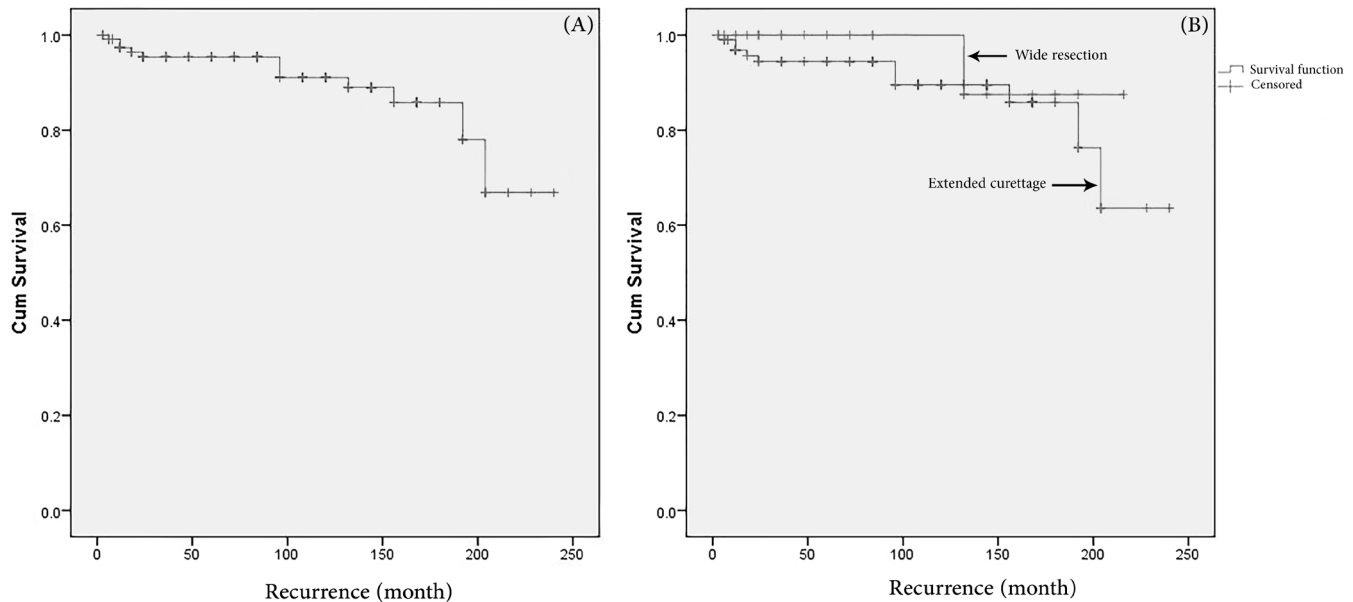 (A)
1.0
0.8
0.6
0.4
0.2
0.0
Cum Survival
0
50
100
150
200
250
Recurrence (month)
(B)
1.0
0.8
0.6
0.4
0.2
0.0
Cum Survival
Wide resection
Extended curettage
0
50
100
150
200
250
Recurrence (month)
Survival function
Censored